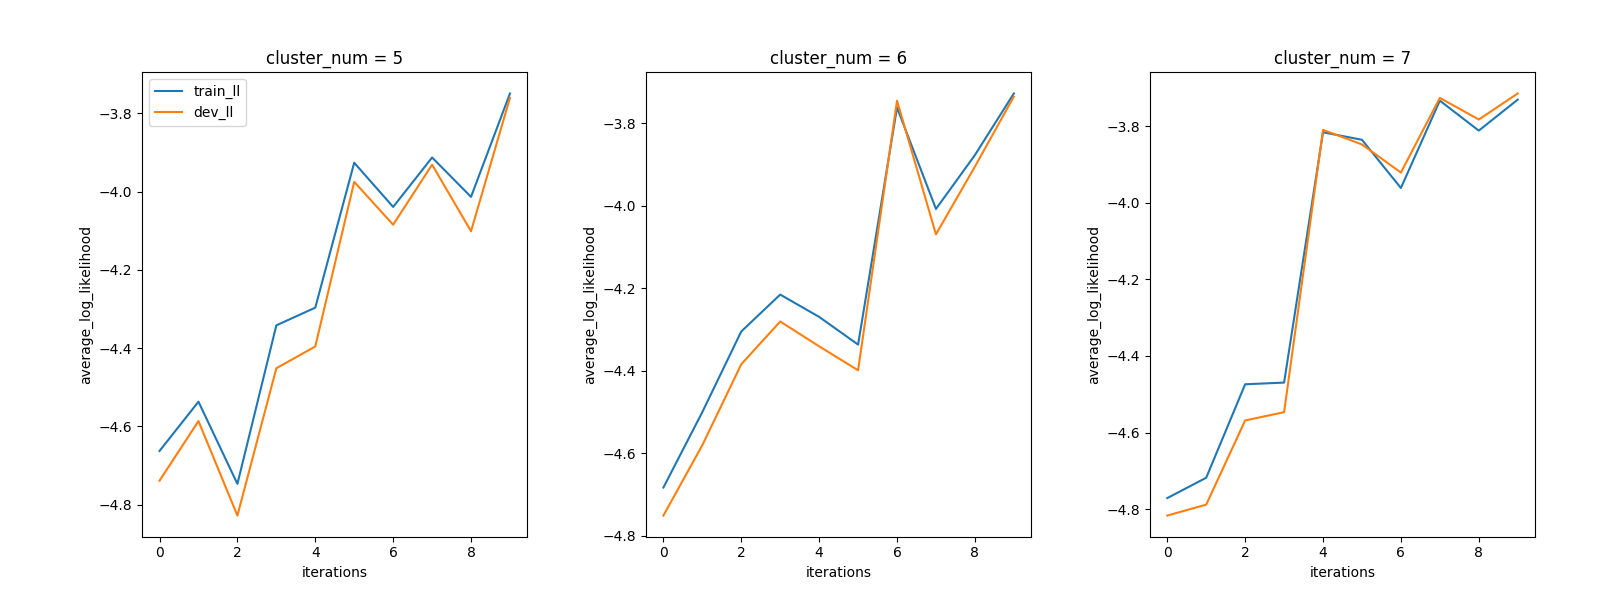 cluster_num = 5
train_ll
dev_ll
−3.8
−4.0
−4.2
−4.4
−4.6
−4.8
average_log_likelihood
0 2 4 6 8
iterations
cluster_num = 6
−3.8
−4.0
−4.2
−4.4
−4.6
−4.8
average_log_likelihood
0 2 4 6 8
iterations
cluster_num = 7
−3.8
−4.0
−4.2
−4.4
−4.6
−4.8
average_log_likelihood
0 2 4 6 8
iterations